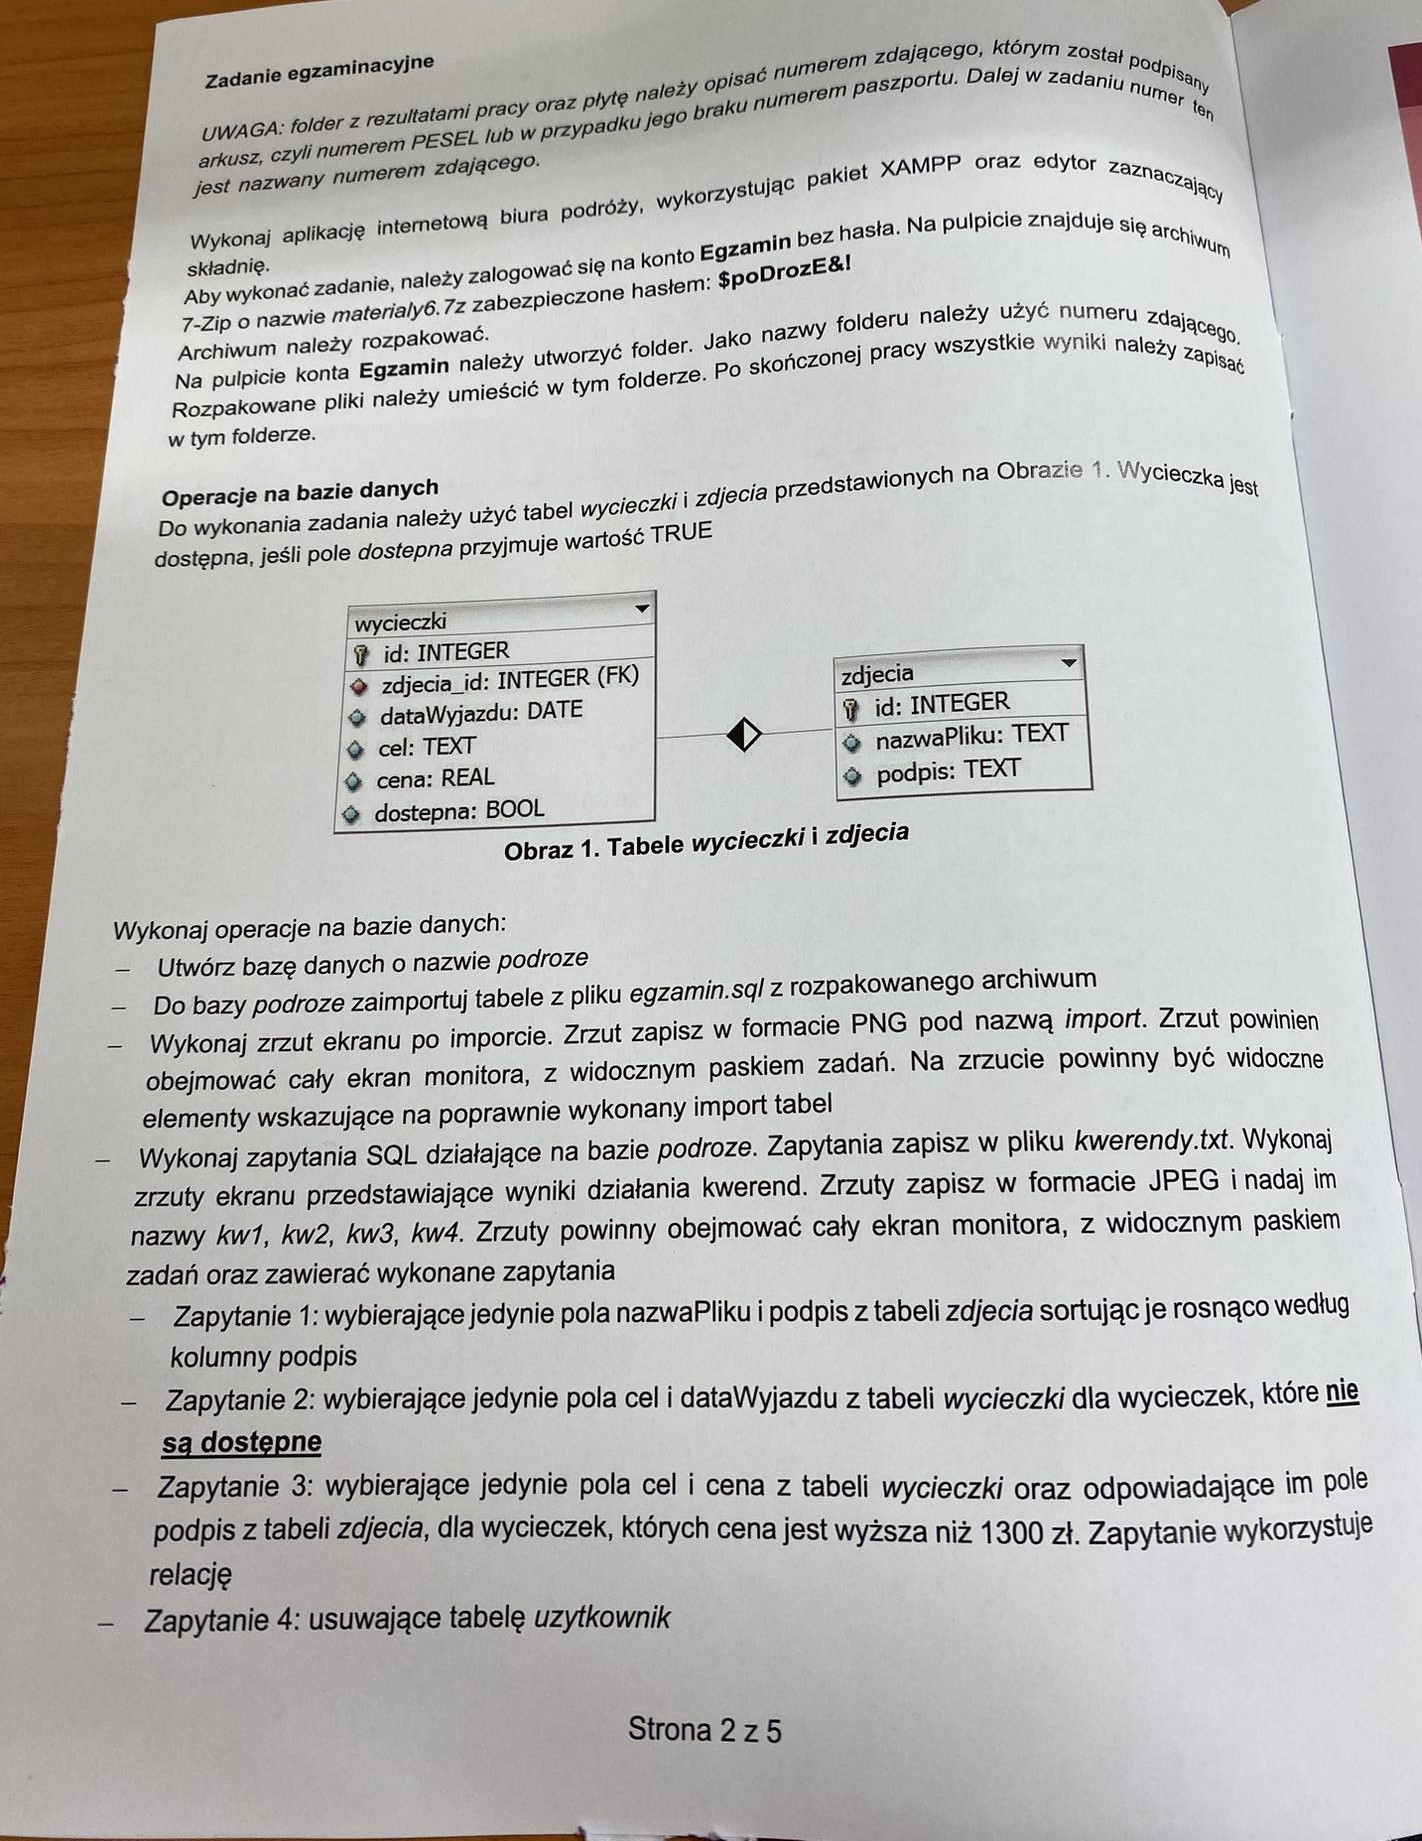 Zadanie egzaminacyjne
UWAGA: folder z rezultatami pracy oraz płytę należy opisać numerem zdającego, którym został podpisany
arkusz, czyli numerem PESEL lub w przypadku jego braku numerem paszportu. Dalej w zadaniu numer ten
jest nazwany numerem zdającego.
Wykonaj aplikację internetową biura podróży, wykorzystując pakiet XAMPP oraz edytor zaznaczający
składnię.
Aby wykonać zadanie, należy zalogować się na konto Egzamin bez hasła. Na pulpicie znajduje się archiwum
7-Zip o nazwie materialy6.7z zabezpieczone hasłem: $poDrozE&!
Archiwum należy rozpakować.
Na pulpicie konta Egzamin należy utworzyć folder. Jako nazwy folderu należy użyć numeru zdającego.
Rozpakowane pliki należy umieścić w tym folderze. Po skończonej pracy wszystkie wyniki należy zapisać
w tym folderze.
Operacje na bazie danych
Do wykonania zadania należy użyć tabel wycieczki i zdjecia przedstawionych na Obrazie 1. Wycieczka jest
dostępna, jeśli pole dostepna przyjmuje wartość TRUE
wycieczki
id: INTEGER
zdjecia_id: INTEGER (FK)
dataWyjazdu: DATE
cel: TEXT
cena: REAL
dostepna: BOOL
zdjecia
id: INTEGER
nazwaPliku: TEXT
podpis: TEXT
Obraz 1. Tabele wycieczki i zdjecia
Wykonaj operacje na bazie danych:
– Utwórz bazę danych o nazwie podroze
– Do bazy podroze zaimportuj tabele z pliku egzamin.sql z rozpakowanego archiwum
– Wykonaj zrzut ekranu po imporcie. Zrzut zapisz w formacie PNG pod nazwą import. Zrzut powinien
obejmować cały ekran monitora, z widocznym paskiem zadań. Na zrzucie powinny być widoczne
elementy wskazujące na poprawnie wykonany import tabel
– Wykonaj zapytania SQL działające na bazie podroze. Zapytania zapisz w pliku kwerendy.txt. Wykonaj
zrzuty ekranu przedstawiające wyniki działania kwerend. Zrzuty zapisz w formacie JPEG i nadaj im
nazwy kw1, kw2, kw3, kw4. Zrzuty powinny obejmować cały ekran monitora, z widocznym paskiem
zadań oraz zawierać wykonane zapytania
– Zapytanie 1: wybierające jedynie pola nazwaPliku i podpis z tabeli zdjecia sortując je rosnąco według
kolumny podpis
– Zapytanie 2: wybierające jedynie pola cel i dataWyjazdu z tabeli wycieczki dla wycieczek, które nie
są dostępne
– Zapytanie 3: wybierające jedynie pola cel i cena z tabeli wycieczki oraz odpowiadające im pole
podpis z tabeli zdjecia, dla wycieczek, których cena jest wyższa niż 1300 zł. Zapytanie wykorzystuje
relację
– Zapytanie 4: usuwające tabelę uzytkownik
Strona 2 z 5